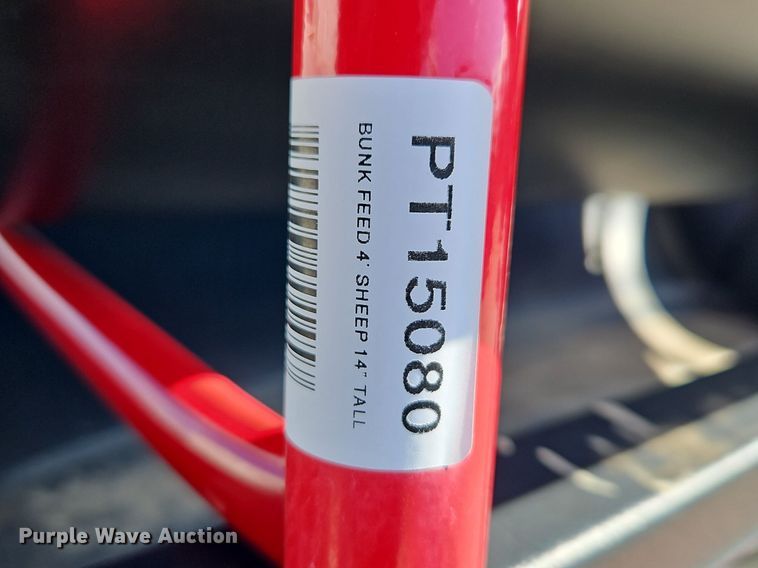 PT15080
BUNK FEED 4' SHEEP 14" TALL
Purple Wave Auction